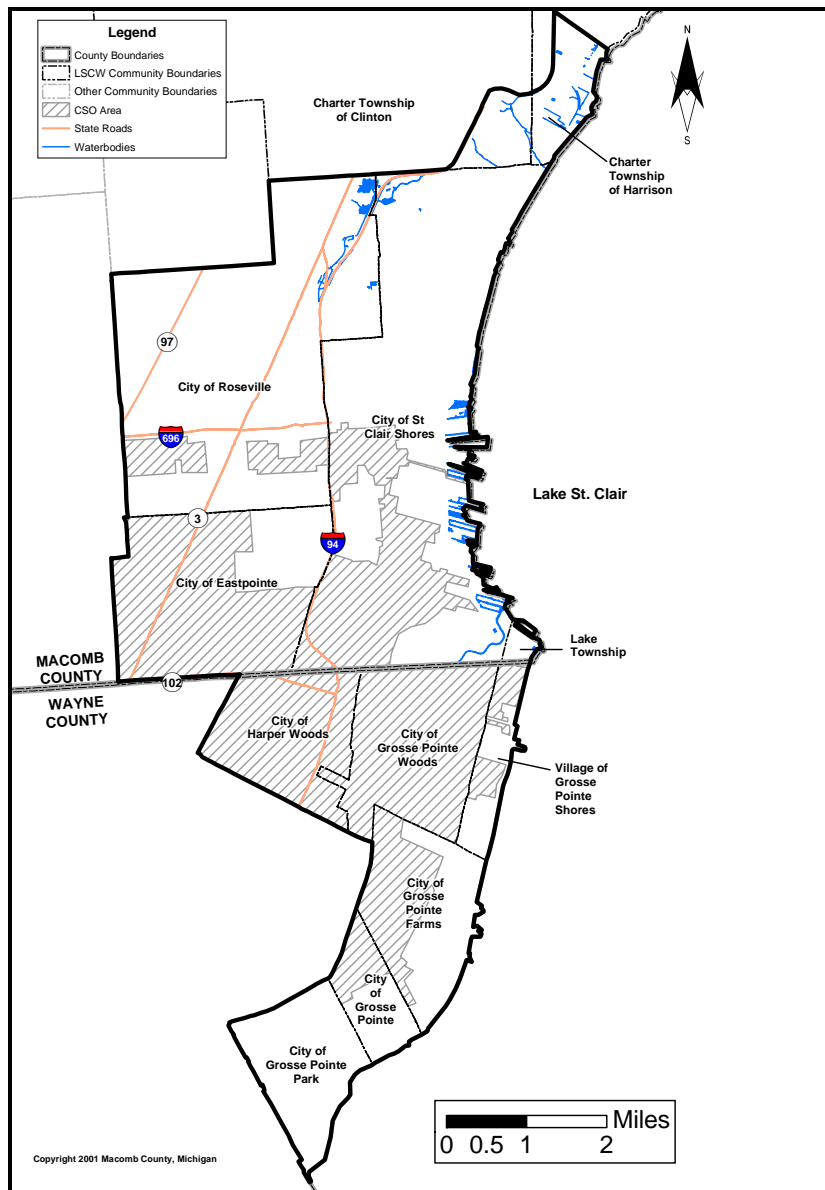 Legend
County Boundaries
LSCW Community Boundaries
Other Community Boundaries
CSO Area
State Roads
Waterbodies
N
S
Charter Township
of Clinton
Charter
Township
of Harrison
97
City of Roseville
696
City of St
Clair Shores
Lake St. Clair
3
94
City of Eastpointe
Lake
Township
MACOMB
COUNTY
102
WAYNE
COUNTY
City of
Harper Woods
City of
Grosse Pointe
Woods
Village of
Grosse
Pointe
Shores
City of
Grosse
Pointe
Farms
City
of
Grosse
Pointe
City of
Grosse Pointe
Park
Miles
0 0.5 1 2
Copyright 2001 Macomb County, Michigan